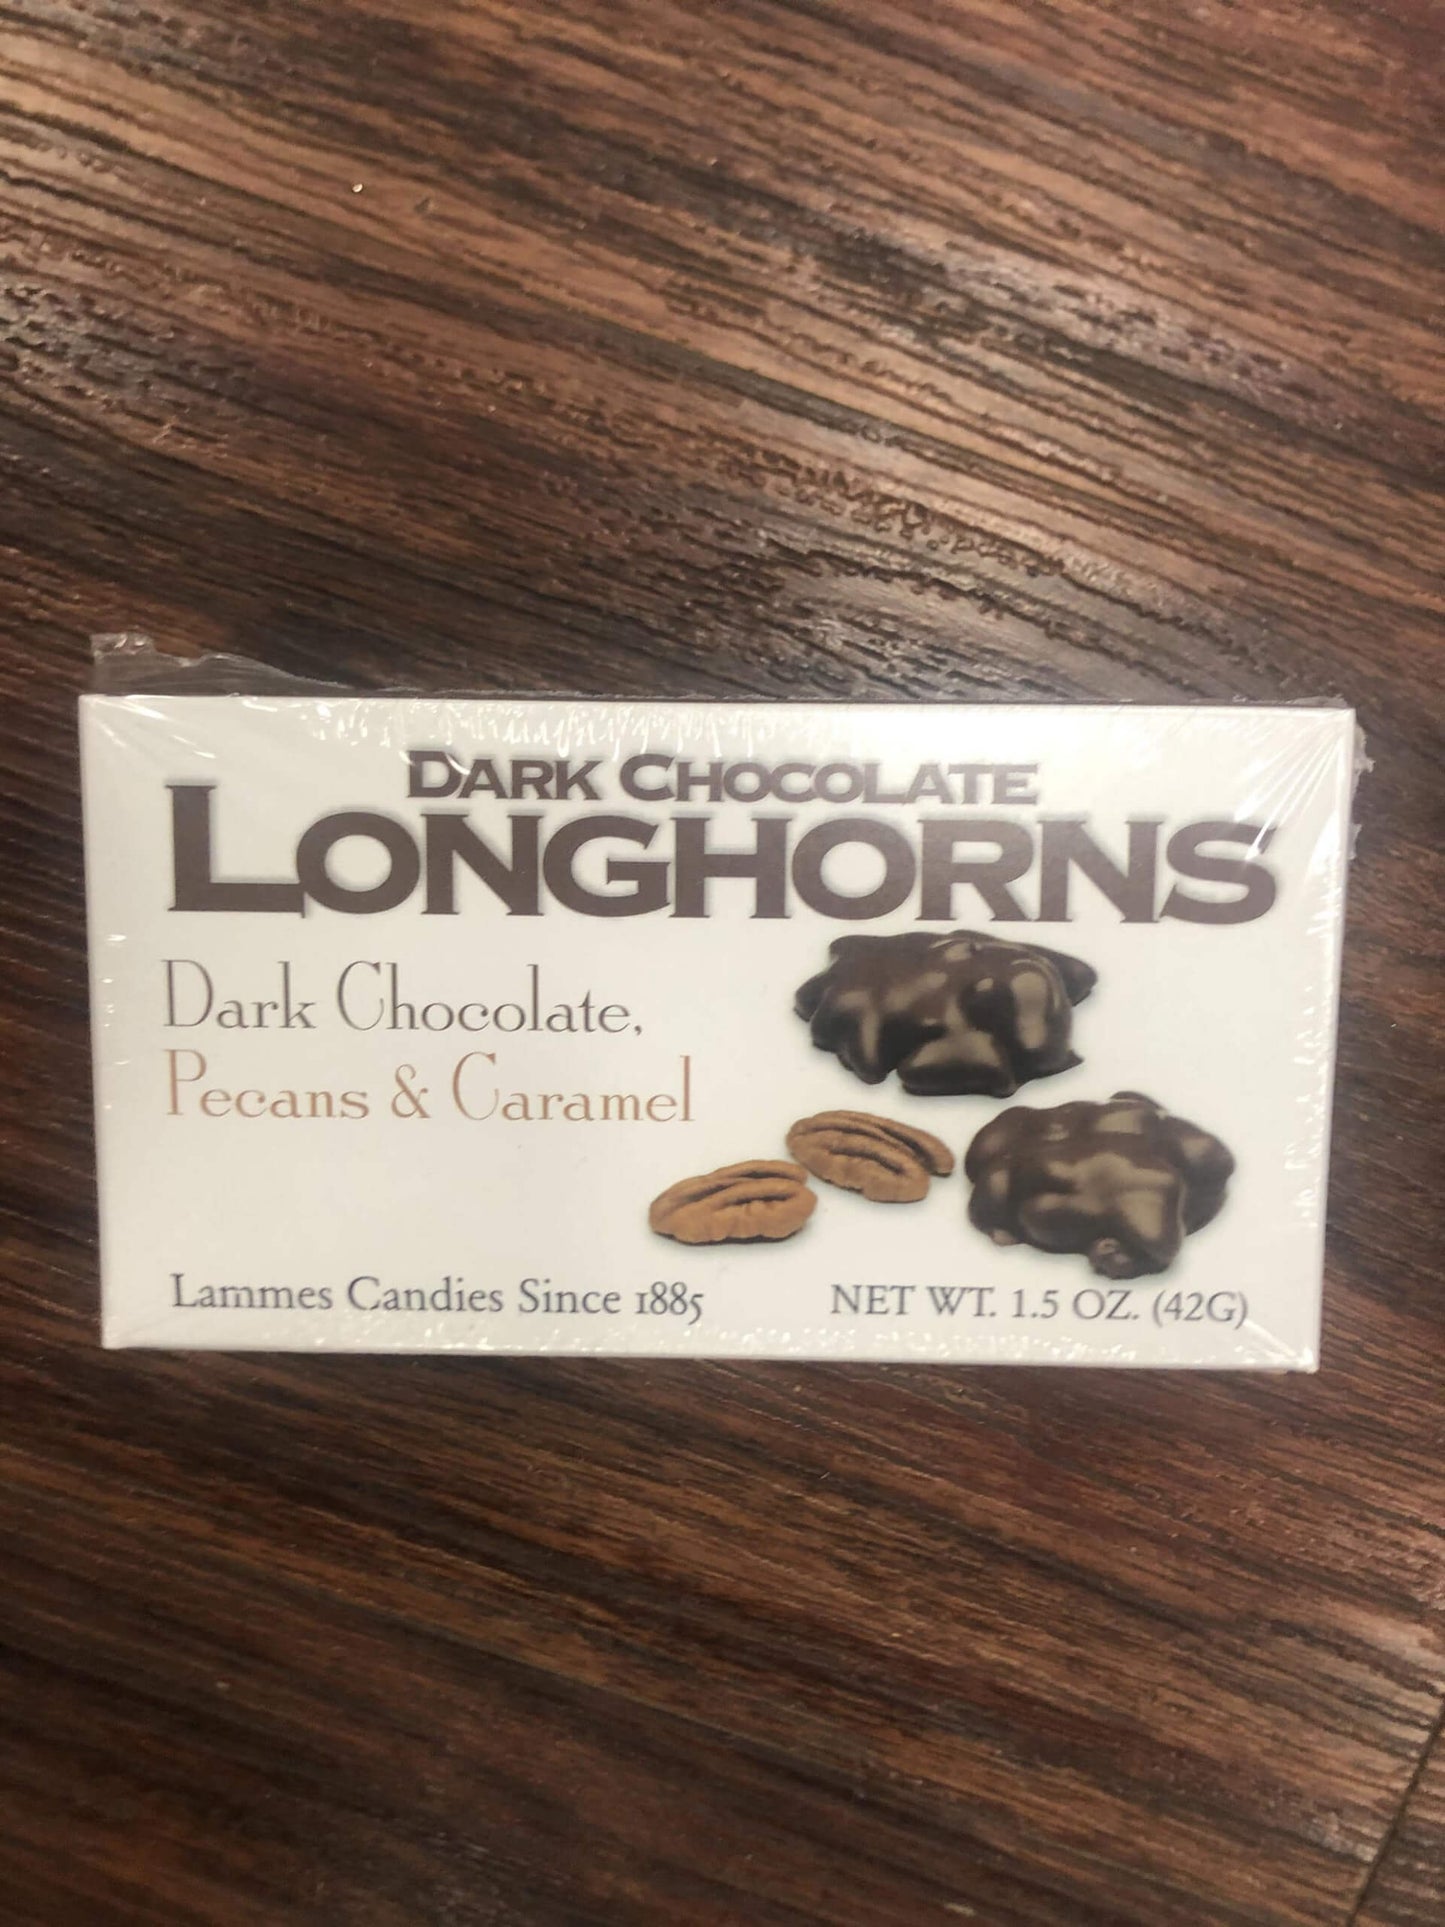 DARK CHOCOLATE
LONGHORNS
Dark Chocolate,
Pecans & Caramel
Lammes Candies Since 1885
NET WT. 1.5 OZ. (42G)